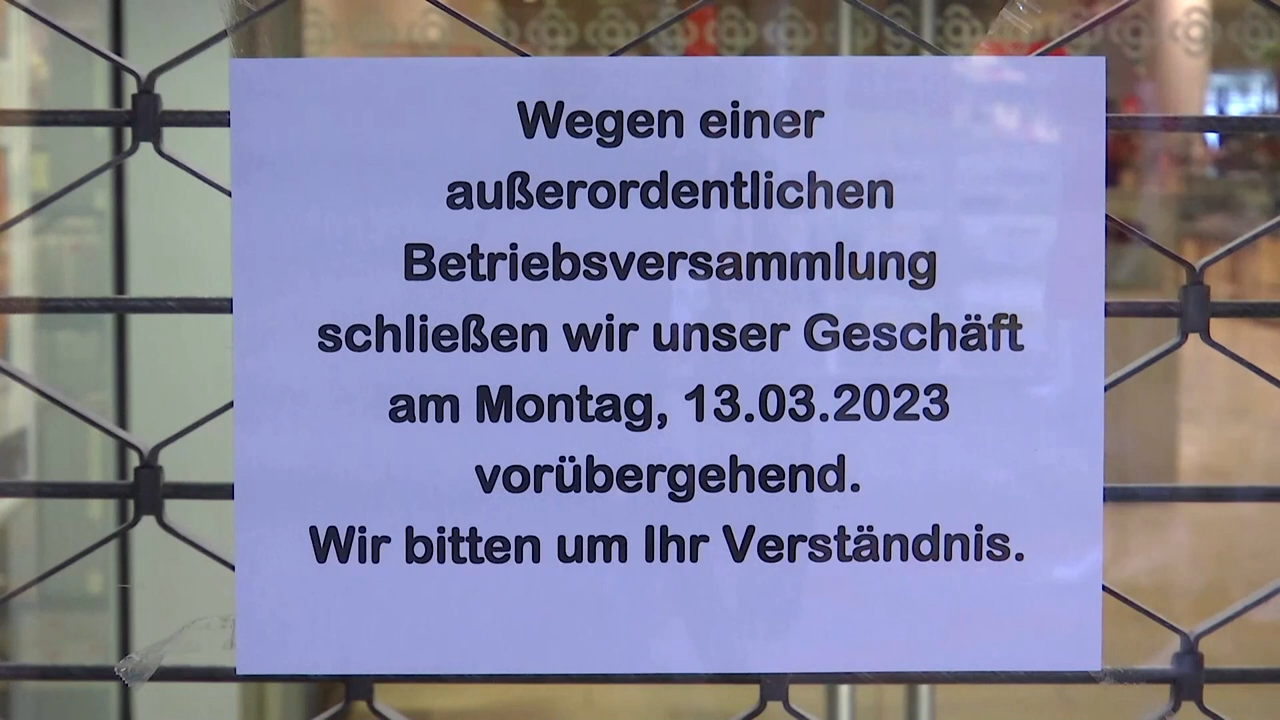 Wegen einer
außerordentlichen
Betriebsversammlung
schließen wir unser Geschäft
am Montag, 13.03.2023
vorübergehend.
Wir bitten um Ihr Verständnis.